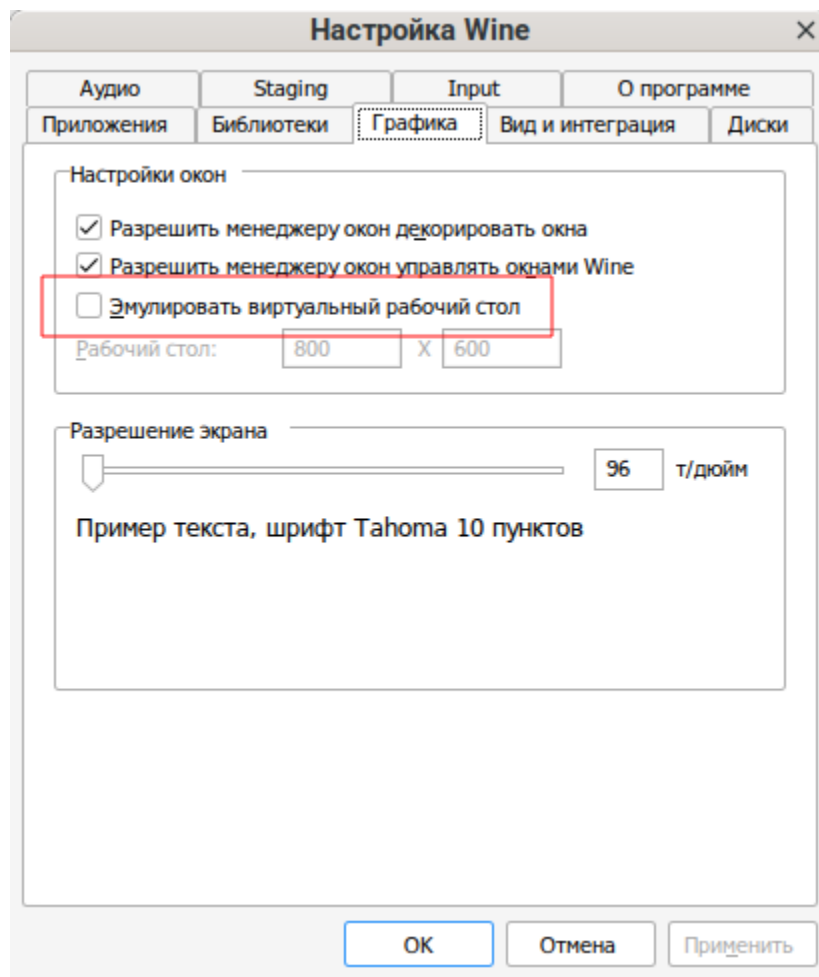 Настройка Wine
Аудио Staging Input О программе
Приложения Библиотеки Графика Вид и интеграция Диски
Настройки окон
Разрешить менеджеру окон декорировать окна
Разрешить менеджеру окон управлять окнами Wine
Эмулировать виртуальный рабочий стол
Рабочий стол: 800 X 600
Разрешение экрана
96 т/дюйм
Пример текста, шрифт Tahoma 10 пунктов
OK Отмена Применить